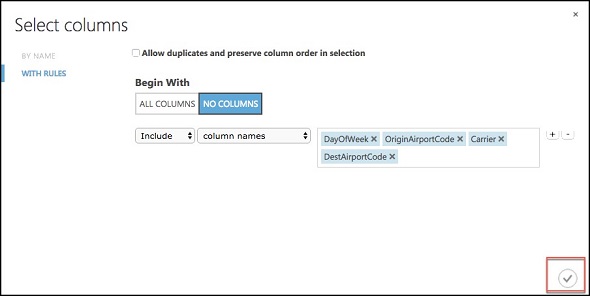 Select columns
×
BY NAME
WITH RULES
Allow duplicates and preserve column order in selection
Begin With
ALL COLUMNS NO COLUMNS
Include column names DayOfWeek × OriginAirportCode × Carrier × + -
DestAirportCode ×